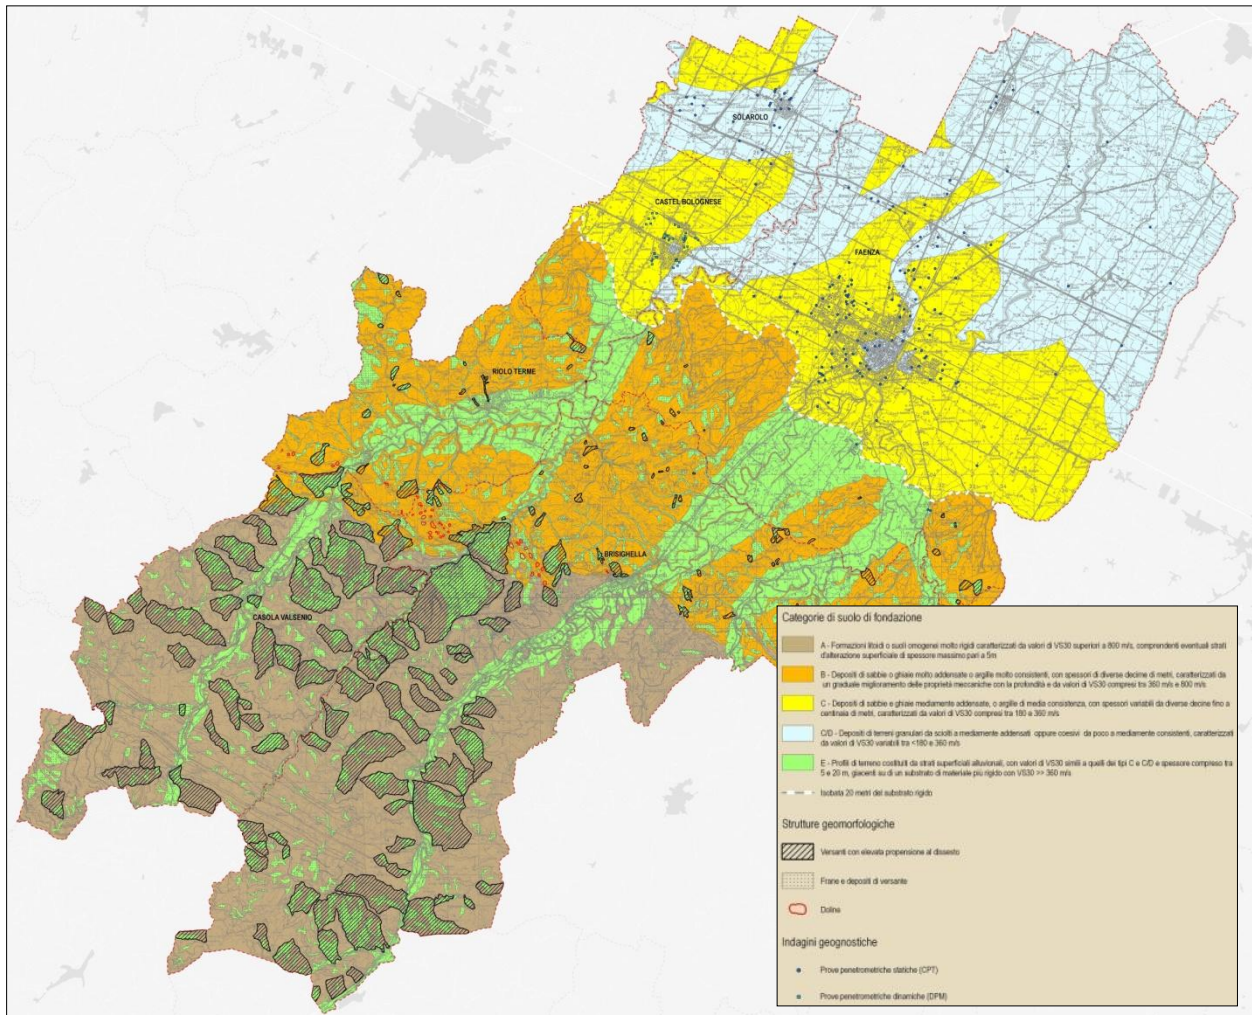 SOLAROLO
CASTEL BOLOGNESE
FAENZA
RIOLO TERME
BRISIGHELLA
CASOLA VALSENIO
Categorie di suolo di fondazione
A - Formazioni litoidi o suoli omogenei molto rigidi caratterizzati da valori di VS30 superiori a 800 m/s, comprendenti eventuali strati
d'alterazione superficiale di spessore massimo pari a 5m
B - Depositi di sabbie o ghiaie molto addensate o argille molto consistenti, con spessori di diverse decine di metri, caratterizzati da
un graduale miglioramento delle proprietà meccaniche con la profondità e da valori di VS30 compresi tra 360 m/s e 800 m/s
C - Depositi di sabbie e ghiaie mediamente addensate, o argille di media consistenza, con spessori variabili da diverse decine fino a
centinaia di metri, caratterizzati da valori di VS30 compresi tra 180 e 360 m/s
C/D - Depositi di terreni granulari da sciolti a mediamente addensati oppure coesivi da poco a mediamente consistenti, caratterizzati
da valori di VS30 variabili tra <180 e 360 m/s
E - Profili di terreno costituiti da strati superficiali alluvionali, con valori di VS30 simili a quelli dei tipi C e C/D e spessore compreso tra
5 e 20 m, giacenti su di un substrato di materiale più rigido con VS30 >> 360 m/s
Isobata 20 metri del substrato rigido
Strutture geomorfologiche
Versanti con elevata propensione al dissesto
Frane e depositi di versante
Doline
Indagini geognostiche
Prove penetrometriche statiche (CPT)
Prove penetrometriche dinamiche (DPM)